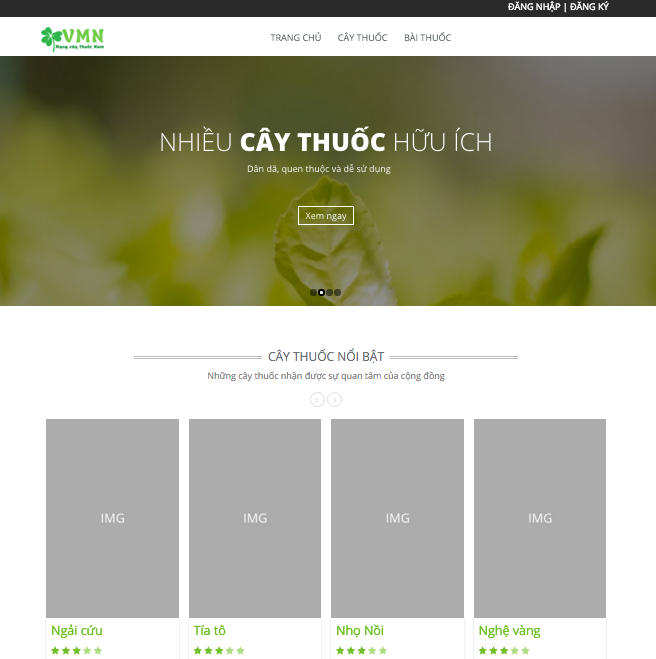 ĐĂNG NHẬP | ĐĂNG KÝ
VMN
Mạng cây thuốc Nam
TRANG CHỦ CÂY THUỐC BÀI THUỐC
NHIỀU CÂY THUỐC HỮU ÍCH
Dân dã, quen thuộc và dễ sử dụng
Xem ngay
CÂY THUỐC NỔI BẬT
Những cây thuốc nhận được sự quan tâm của cộng đồng
IMG IMG IMG IMG
Ngải cứu Tía tô Nhọ Nồi Nghệ vàng